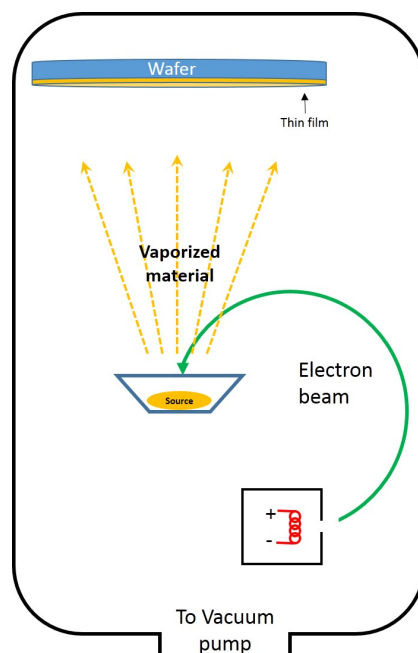 Wafer
Thin film
Vaporized
material
Electron
beam
Source
+
-
To Vacuum
pump